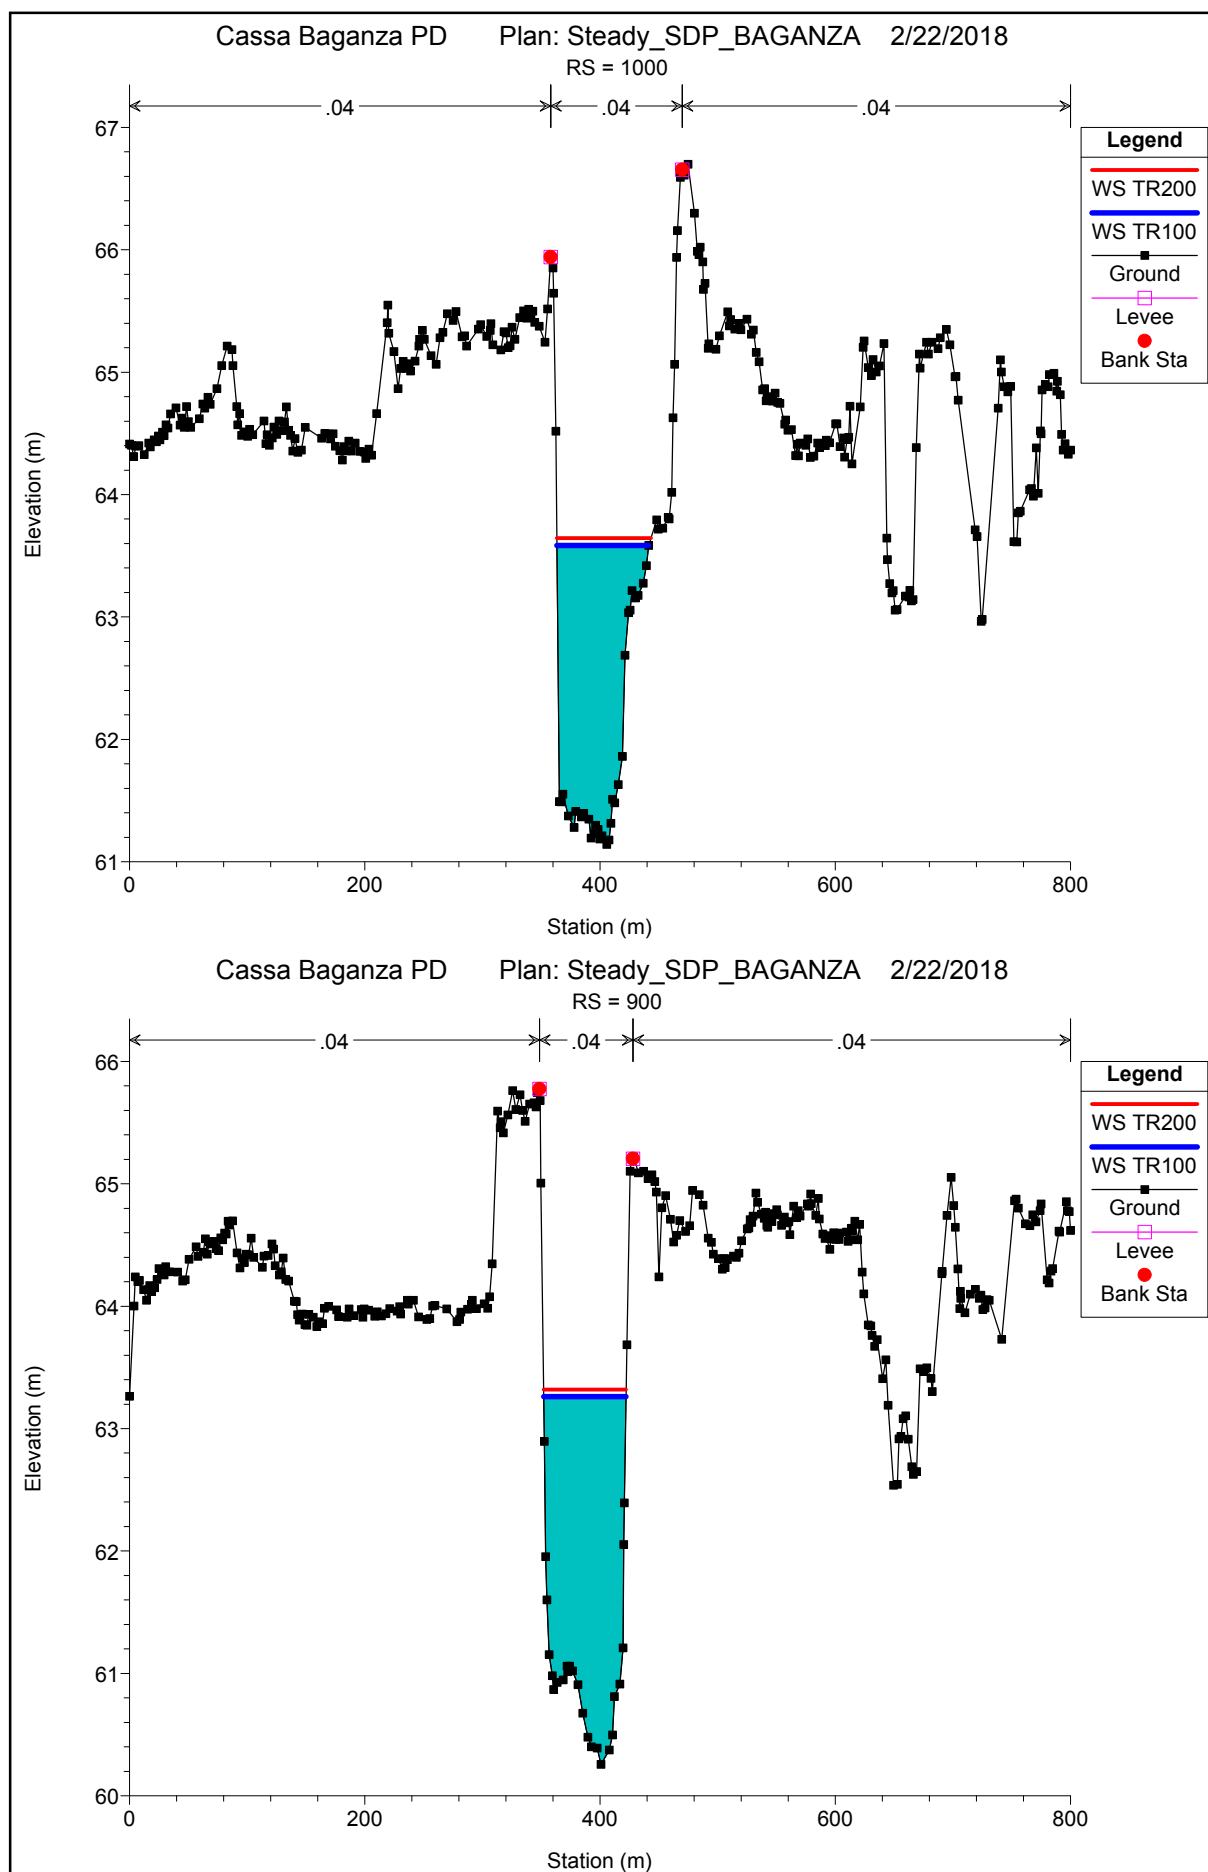 Cassa Baganza PD Plan: Steady_SDP_BAGANZA 2/22/2018
RS = 1000
.04 .04 .04
67
66
65
64
63
62
61
Elevation (m)
0 200 400 600 800
Station (m)
Legend
WS TR200
WS TR100
Ground
Levee
Bank Sta
Cassa Baganza PD Plan: Steady_SDP_BAGANZA 2/22/2018
RS = 900
.04 .04 .04
66
65
64
63
62
61
60
Elevation (m)
0 200 400 600 800
Station (m)
Legend
WS TR200
WS TR100
Ground
Levee
Bank Sta